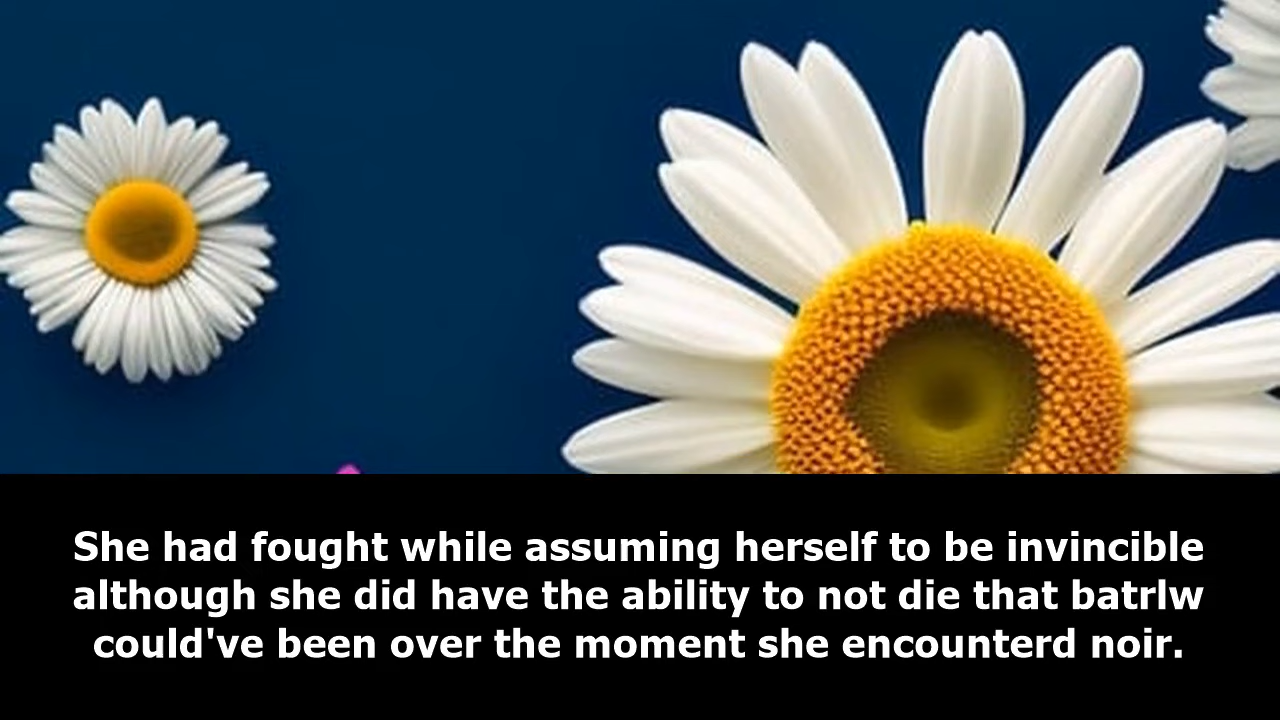 She had fought while assuming herself to be invincible
although she did have the ability to not die that batrlw
could've been over the moment she encounterd noir.